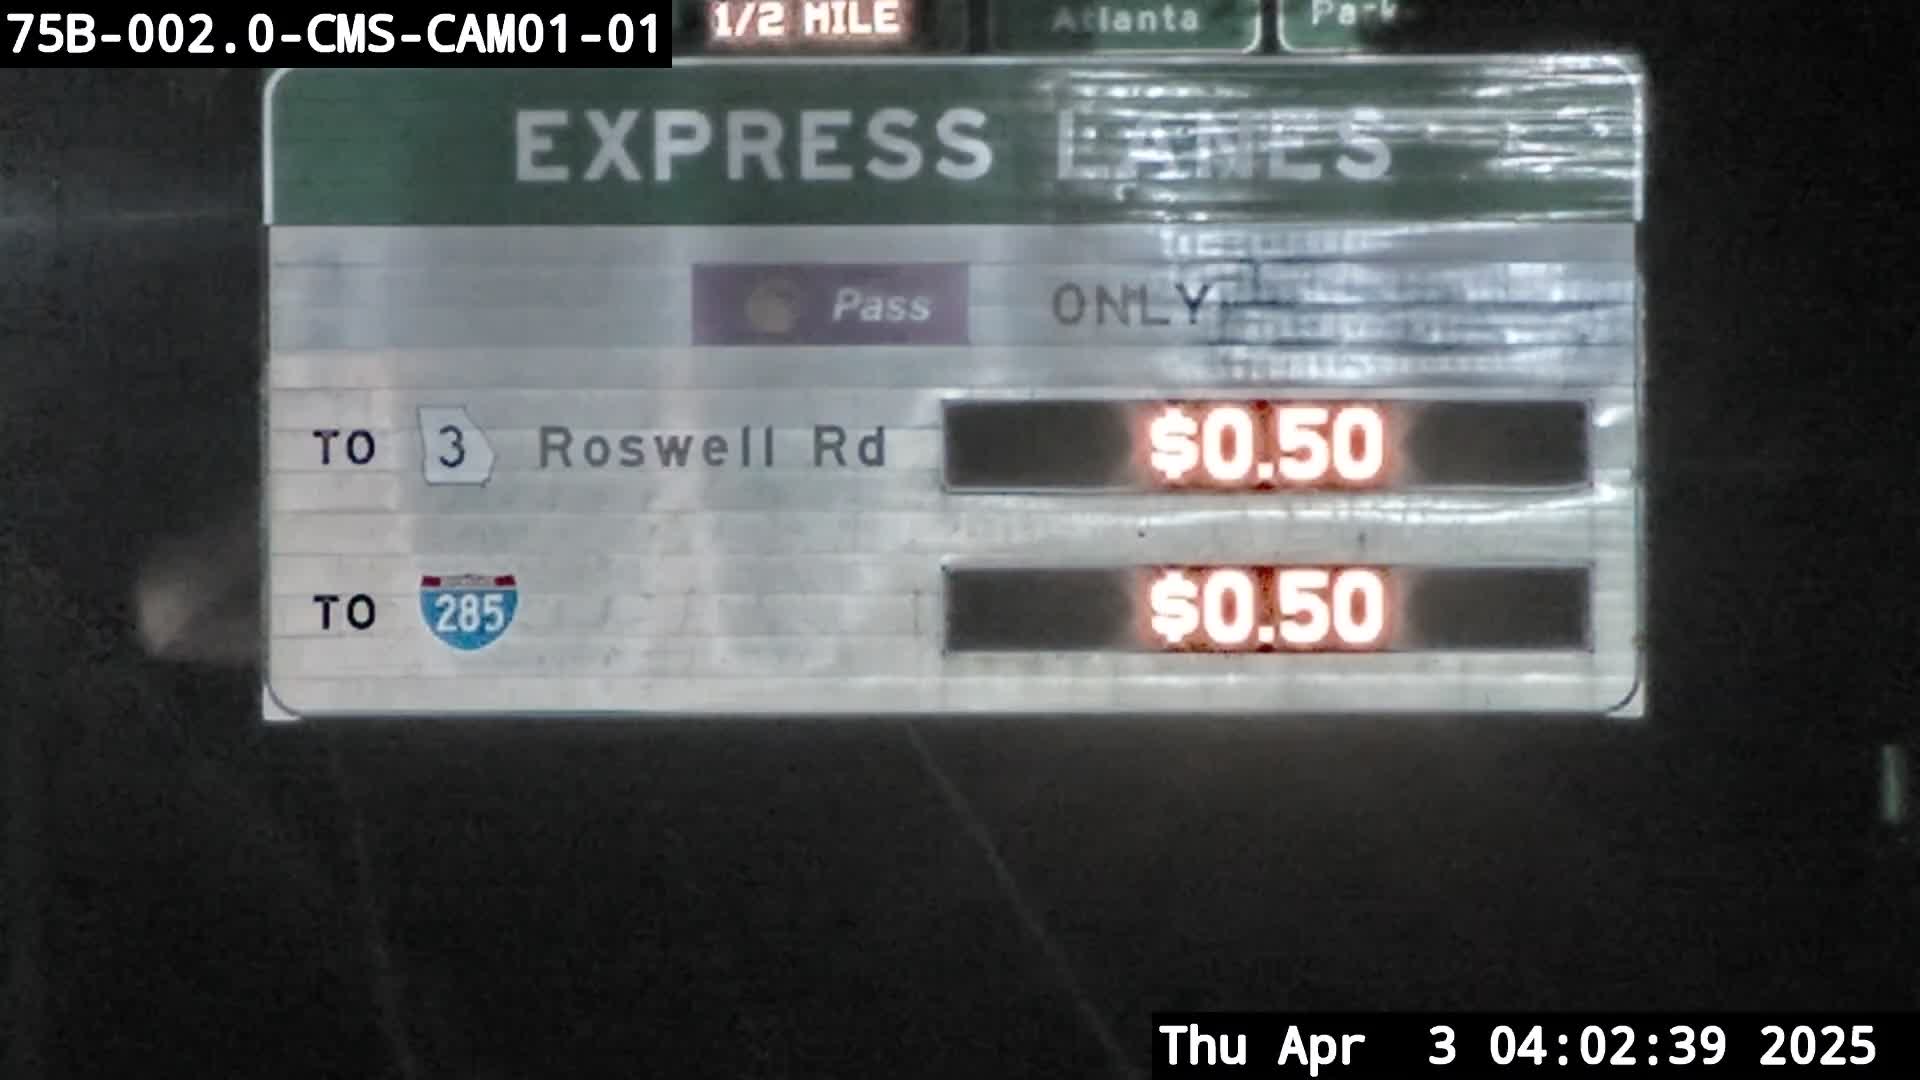 75B-002.0-CMS-CAM01-01
1/2 MILE
Atlanta
Park
EXPRESS LANES
Pass ONLY
TO 3 Roswell Rd $0.50
TO 285 $0.50
Thu Apr 3 04:02:39 2025